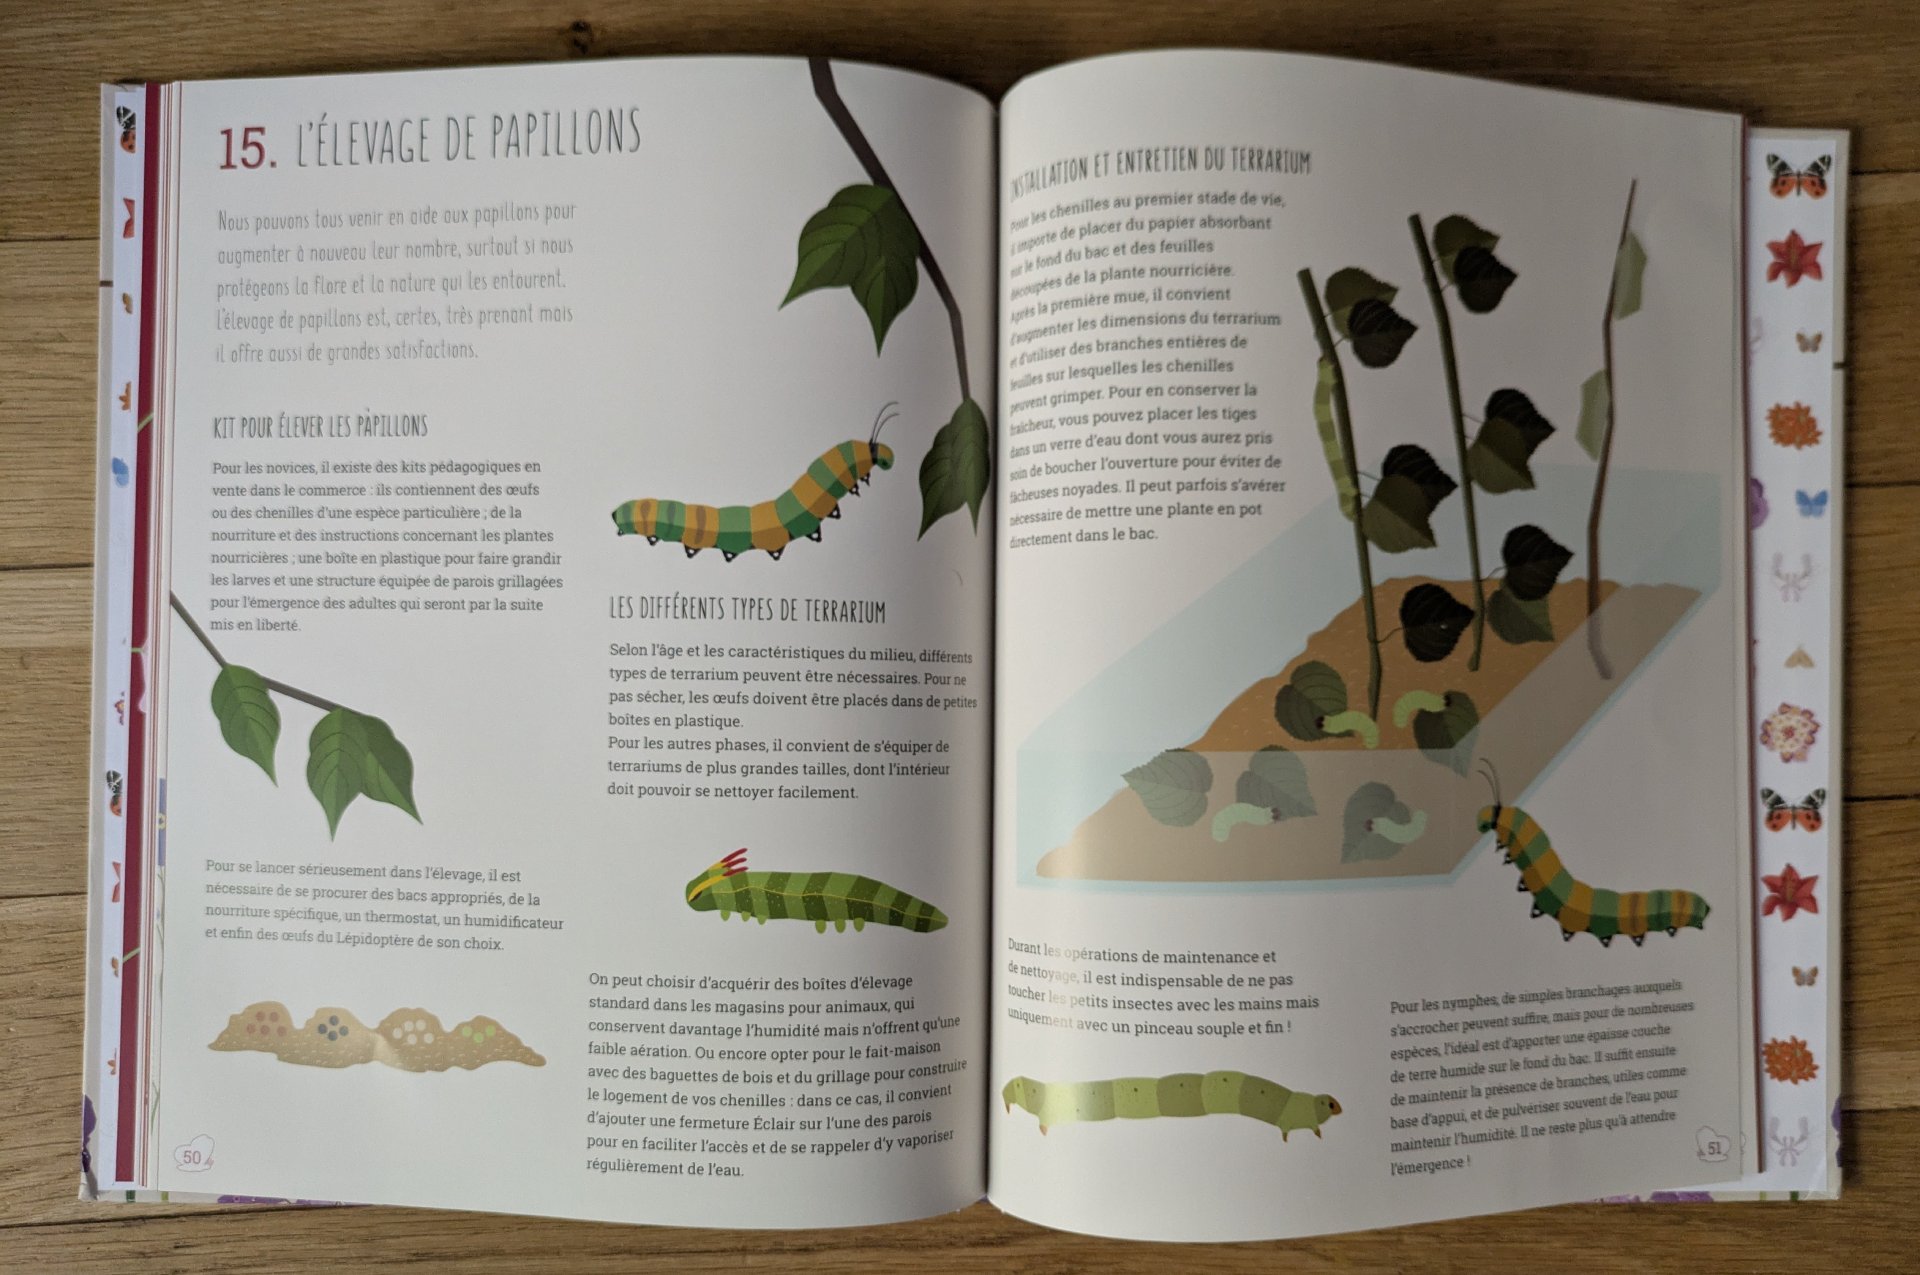 15. L'ÉLEVAGE DE PAPILLONS
Nous pouvons tous venir en aide aux papillons pour
augmenter à nouveau leur nombre, surtout si nous
protégeons la flore et la nature qui les entourent.
L'élevage de papillons est, certes, très prenant mais
il offre aussi de grandes satisfactions.
KIT POUR ÉLEVER LES PAPILLONS
Pour les novices, il existe des kits pédagogiques en
vente dans le commerce : ils contiennent des œufs
ou des chenilles d'une espèce particulière ; de la
nourriture et des instructions concernant les plantes
nourricières ; une boîte en plastique pour faire grandir
les larves et une structure équipée de parois grillagées
pour l'émergence des adultes qui seront par la suite
mis en liberté.
Pour se lancer sérieusement dans l'élevage, il est
nécessaire de se procurer des bacs appropriés, de la
nourriture spécifique, un thermostat, un humidificateur
et enfin des œufs du Lépidoptère de son choix.
50
LES DIFFÉRENTS TYPES DE TERRARIUM
Selon l'âge et les caractéristiques du milieu, différents
types de terrarium peuvent être nécessaires. Pour ne
pas sécher, les œufs doivent être placés dans de petites
boîtes en plastique.
Pour les autres phases, il convient de s'équiper de
terrariums de plus grandes tailles, dont l'intérieur
doit pouvoir se nettoyer facilement.
On peut choisir d'acquérir des boîtes d'élevage
standard dans les magasins pour animaux, qui
conservent davantage l'humidité mais n'offrent qu'une
faible aération. Ou encore opter pour le fait-maison
avec des baguettes de bois et du grillage pour construire
le logement de vos chenilles : dans ce cas, il convient
d'ajouter une fermeture Éclair sur l'une des parois
pour en faciliter l'accès et de se rappeler d'y vaporiser
régulièrement de l'eau.
INSTALLATION ET ENTRETIEN DU TERRARIUM
Pour les chenilles au premier stade de vie,
il importe de placer du papier absorbant
sur le fond du bac et des feuilles
découpées de la plante nourricière.
Après la première mue, il convient
d'augmenter les dimensions du terrarium
et d'utiliser des branches entières de
feuilles sur lesquelles les chenilles
peuvent grimper. Pour en conserver la
fraîcheur, vous pouvez placer les tiges
dans un verre d'eau dont vous aurez pris
soin de boucher l'ouverture pour éviter de
fâcheuses noyades. Il peut parfois s'avérer
nécessaire de mettre une plante en pot
directement dans le bac.
Durant les opérations de maintenance et
de nettoyage, il est indispensable de ne pas
toucher les petits insectes avec les mains mais
uniquement avec un pinceau souple et fin !
Pour les nymphes, de simples branchages auxquels
s'accrocher peuvent suffire, mais pour de nombreuses
espèces, l'idéal est d'apporter une épaisse couche
de terre humide sur le fond du bac. Il suffit ensuite
de maintenir la présence de branches, utiles comme
base d'appui, et de pulvériser souvent de l'eau pour
maintenir l'humidité. Il ne reste plus qu'à attendre
l'émergence !
51